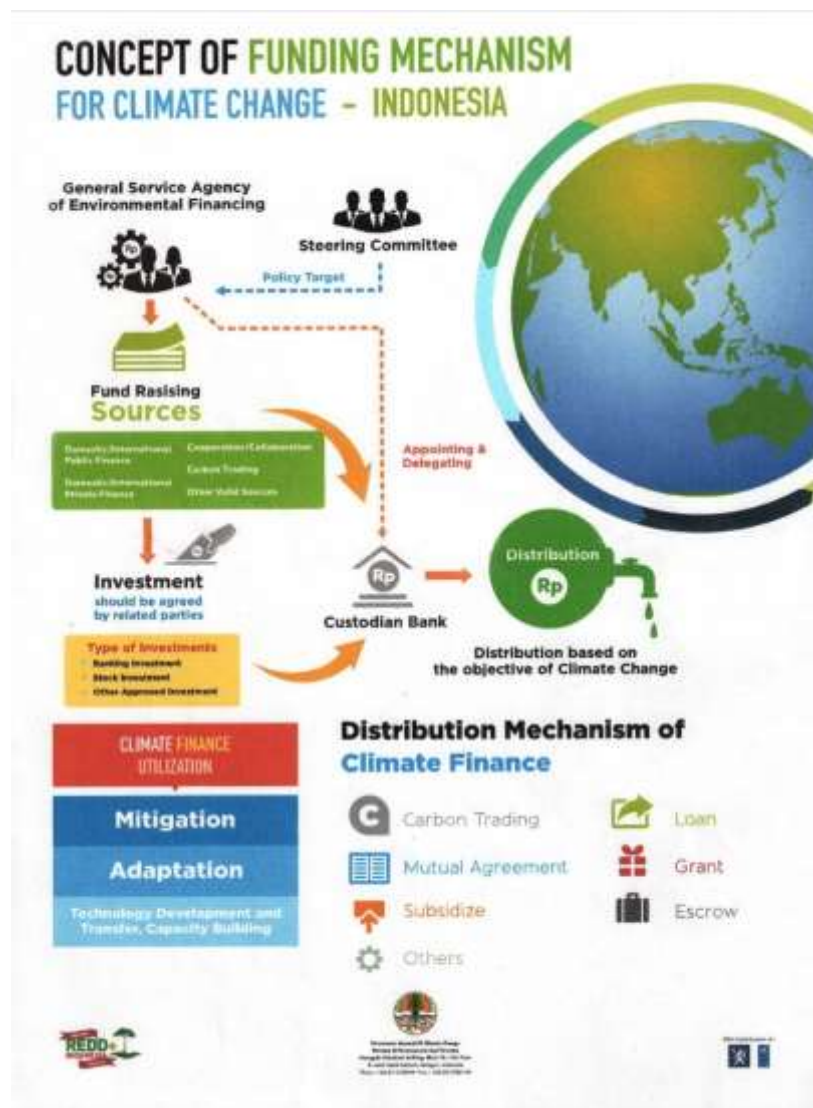 CONCEPT OF FUNDING MECHANISM
FOR CLIMATE CHANGE - INDONESIA
General Service Agency
of Environmental Financing
Steering Committee
Policy Target
Rp
Fund Rasising
Sources
Domestic/International
Public Finance
Domestic/International
Private Finance
Cooperation/Collaboration
Carbon Trading
Other Valid Sources
Appointing &
Delegating
Investment
should be agreed
by related parties
Type of Investments
Banking Investment
Stock Investment
Other Approved Investment
Rp
Custodian Bank
Distribution
Rp
Distribution based on
the objective of Climate Change
CLIMATE FINANCE
UTILIZATION
Mitigation
Adaptation
Technology Development and
Transfer, Capacity Building
Distribution Mechanism of
Climate Finance
C Carbon Trading
Mutual Agreement
Subsidize
Others
Loan
Grant
Escrow
REDD+